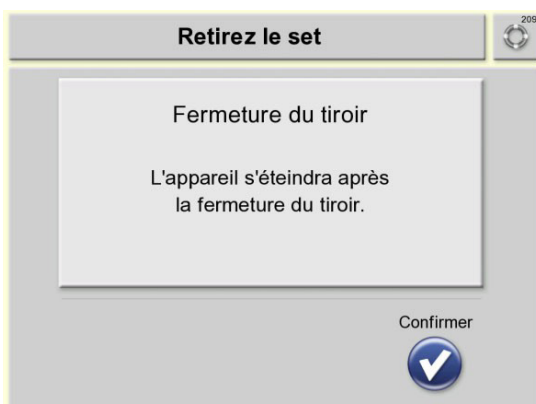 Retirez le set
209
Fermeture du tiroir
L'appareil s'éteindra après
la fermeture du tiroir.
Confirmer